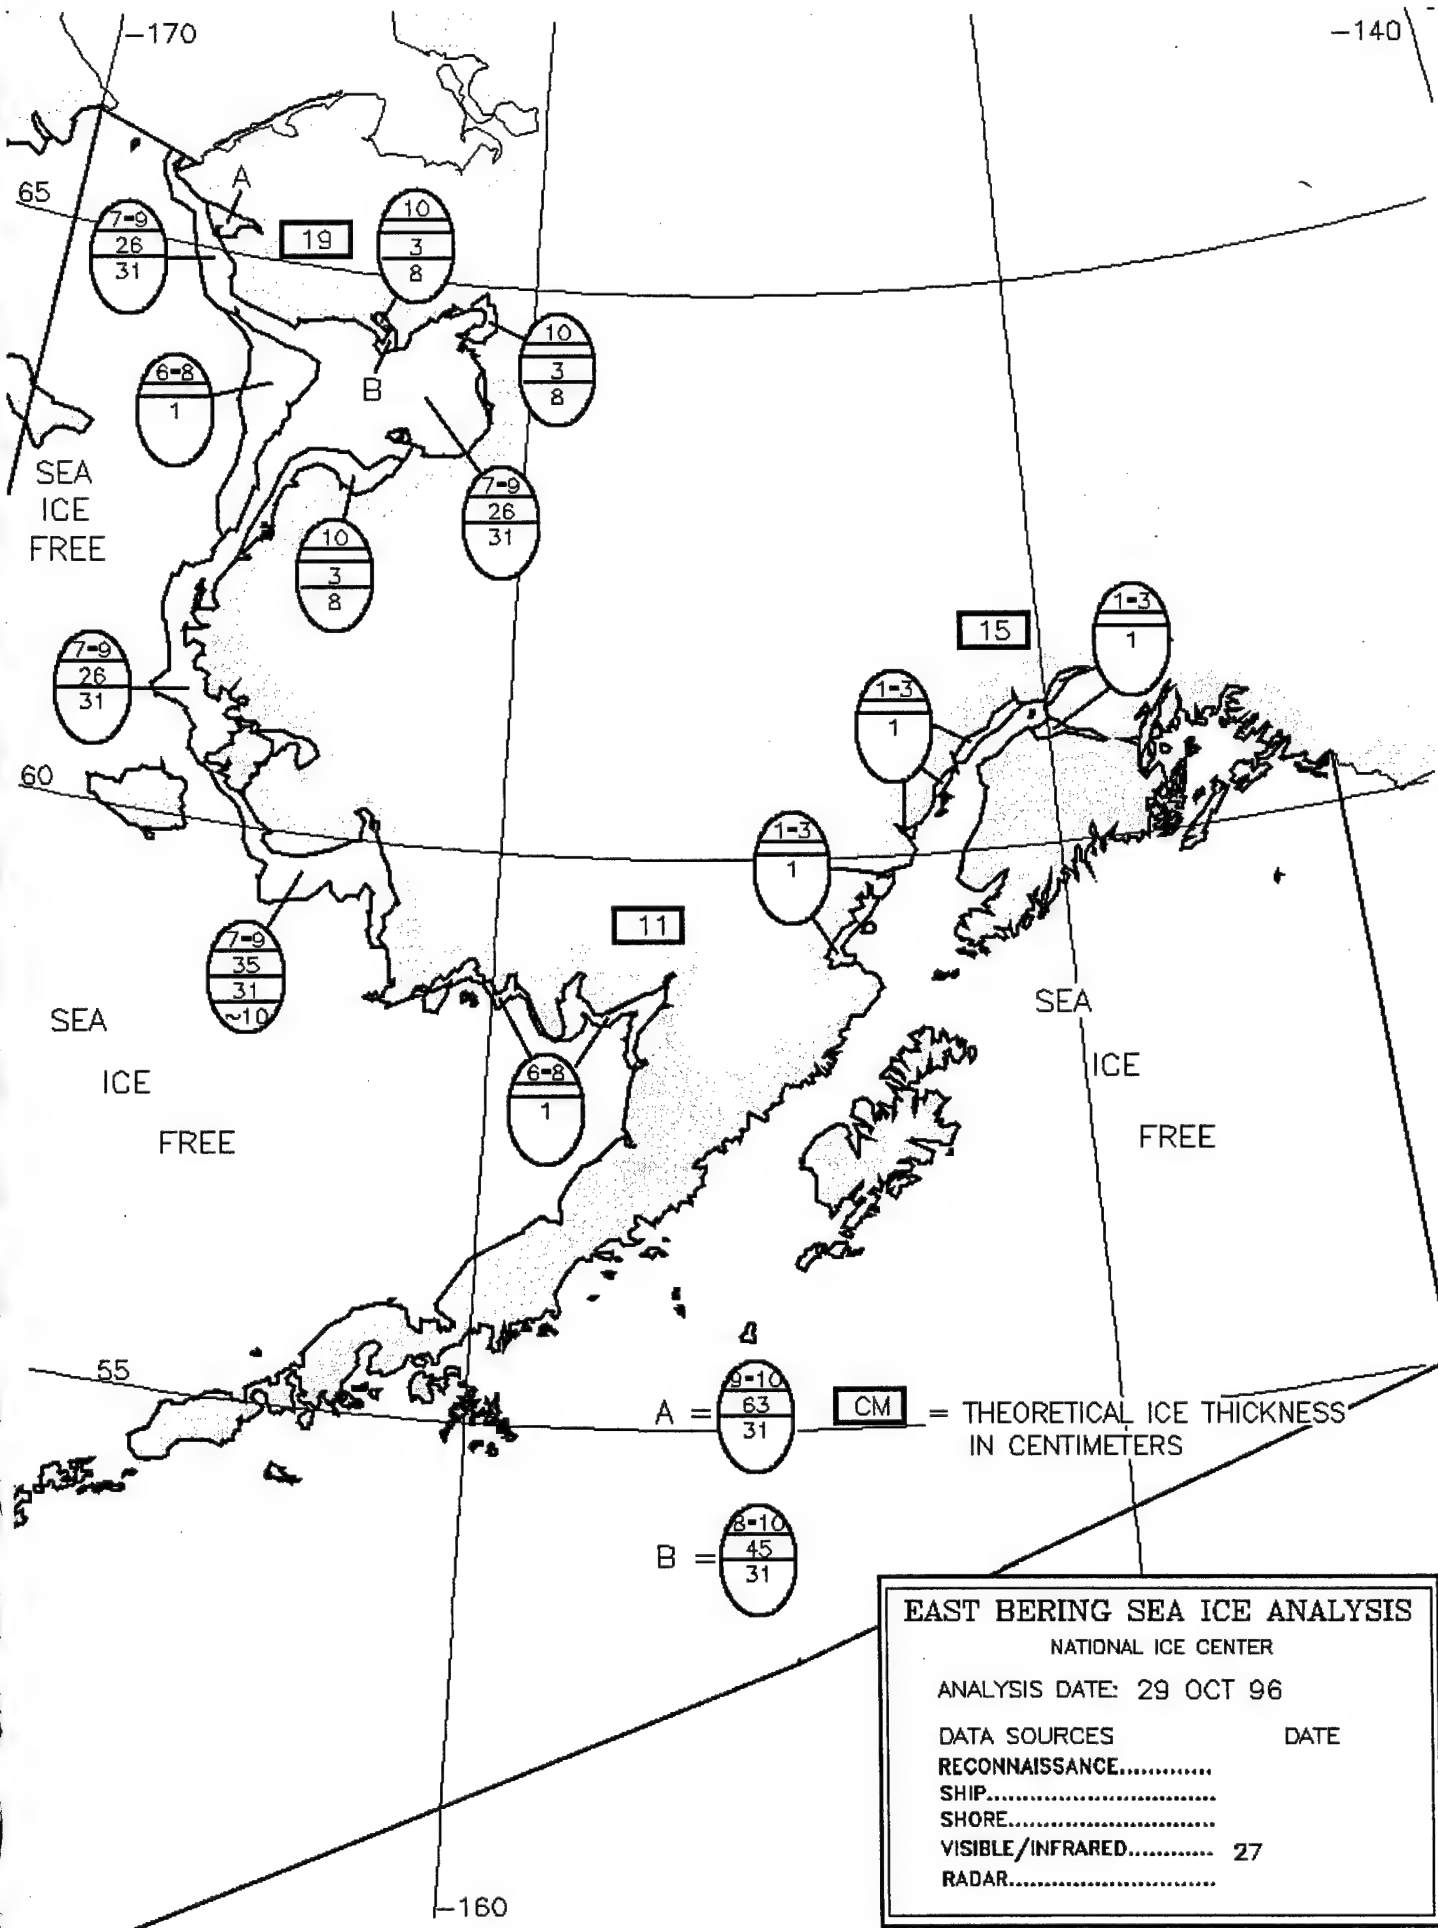 -170
-140
A
65
7-9
26
31
19
10
3
8
10
3
8
6-8
1
B
SEA
ICE
FREE
7-9
26
31
10
3
8
1-3
1
15
7-9
26
31
1-3
1
60
1-3
1
11
7-9
35
31
~10
SEA
ICE
FREE
SEA
ICE
FREE
6-8
1
55
A =
9-10
63
31
CM
= THEORETICAL ICE THICKNESS
IN CENTIMETERS
B =
8-10
45
31
EAST BERING SEA ICE ANALYSIS
NATIONAL ICE CENTER
ANALYSIS DATE: 29 OCT 96
DATA SOURCES DATE
RECONNAISSANCE.............
SHIP................................
SHORE.............................
VISIBLE/INFRARED............ 27
RADAR.............................
-160